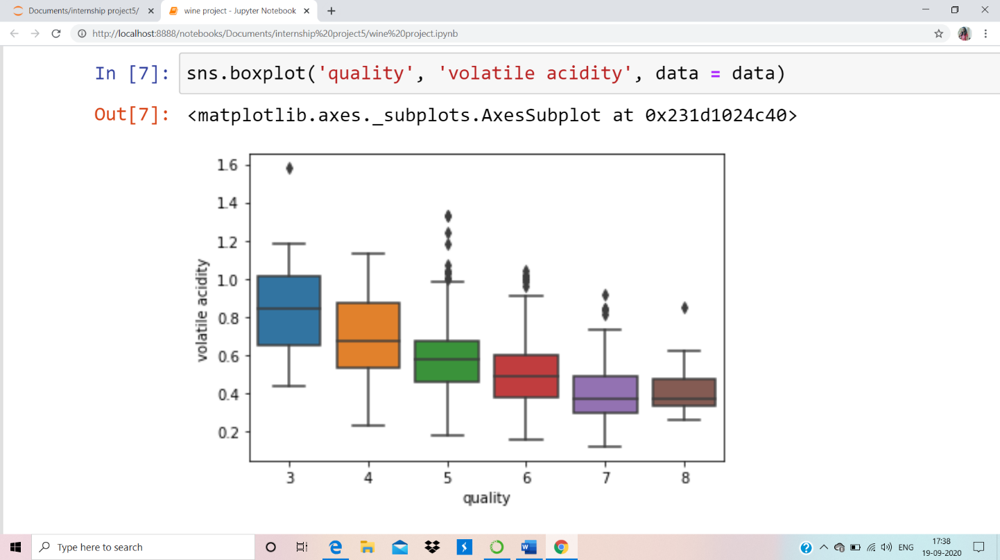 Documents/internship project5/
wine project - Jupyter Notebook
http://localhost:8888/notebooks/Documents/internship%20project5/wine%20project.ipynb
In [7]: sns.boxplot('quality', 'volatile acidity', data = data)
Out[7]: <matplotlib.axes._subplots.AxesSubplot at 0x231d1024c40>
1.6
1.4
1.2
1.0
0.8
0.6
0.4
0.2
volatile acidity
3 4 5 6 7 8
quality
Type here to search
ENG
17:38
19-09-2020